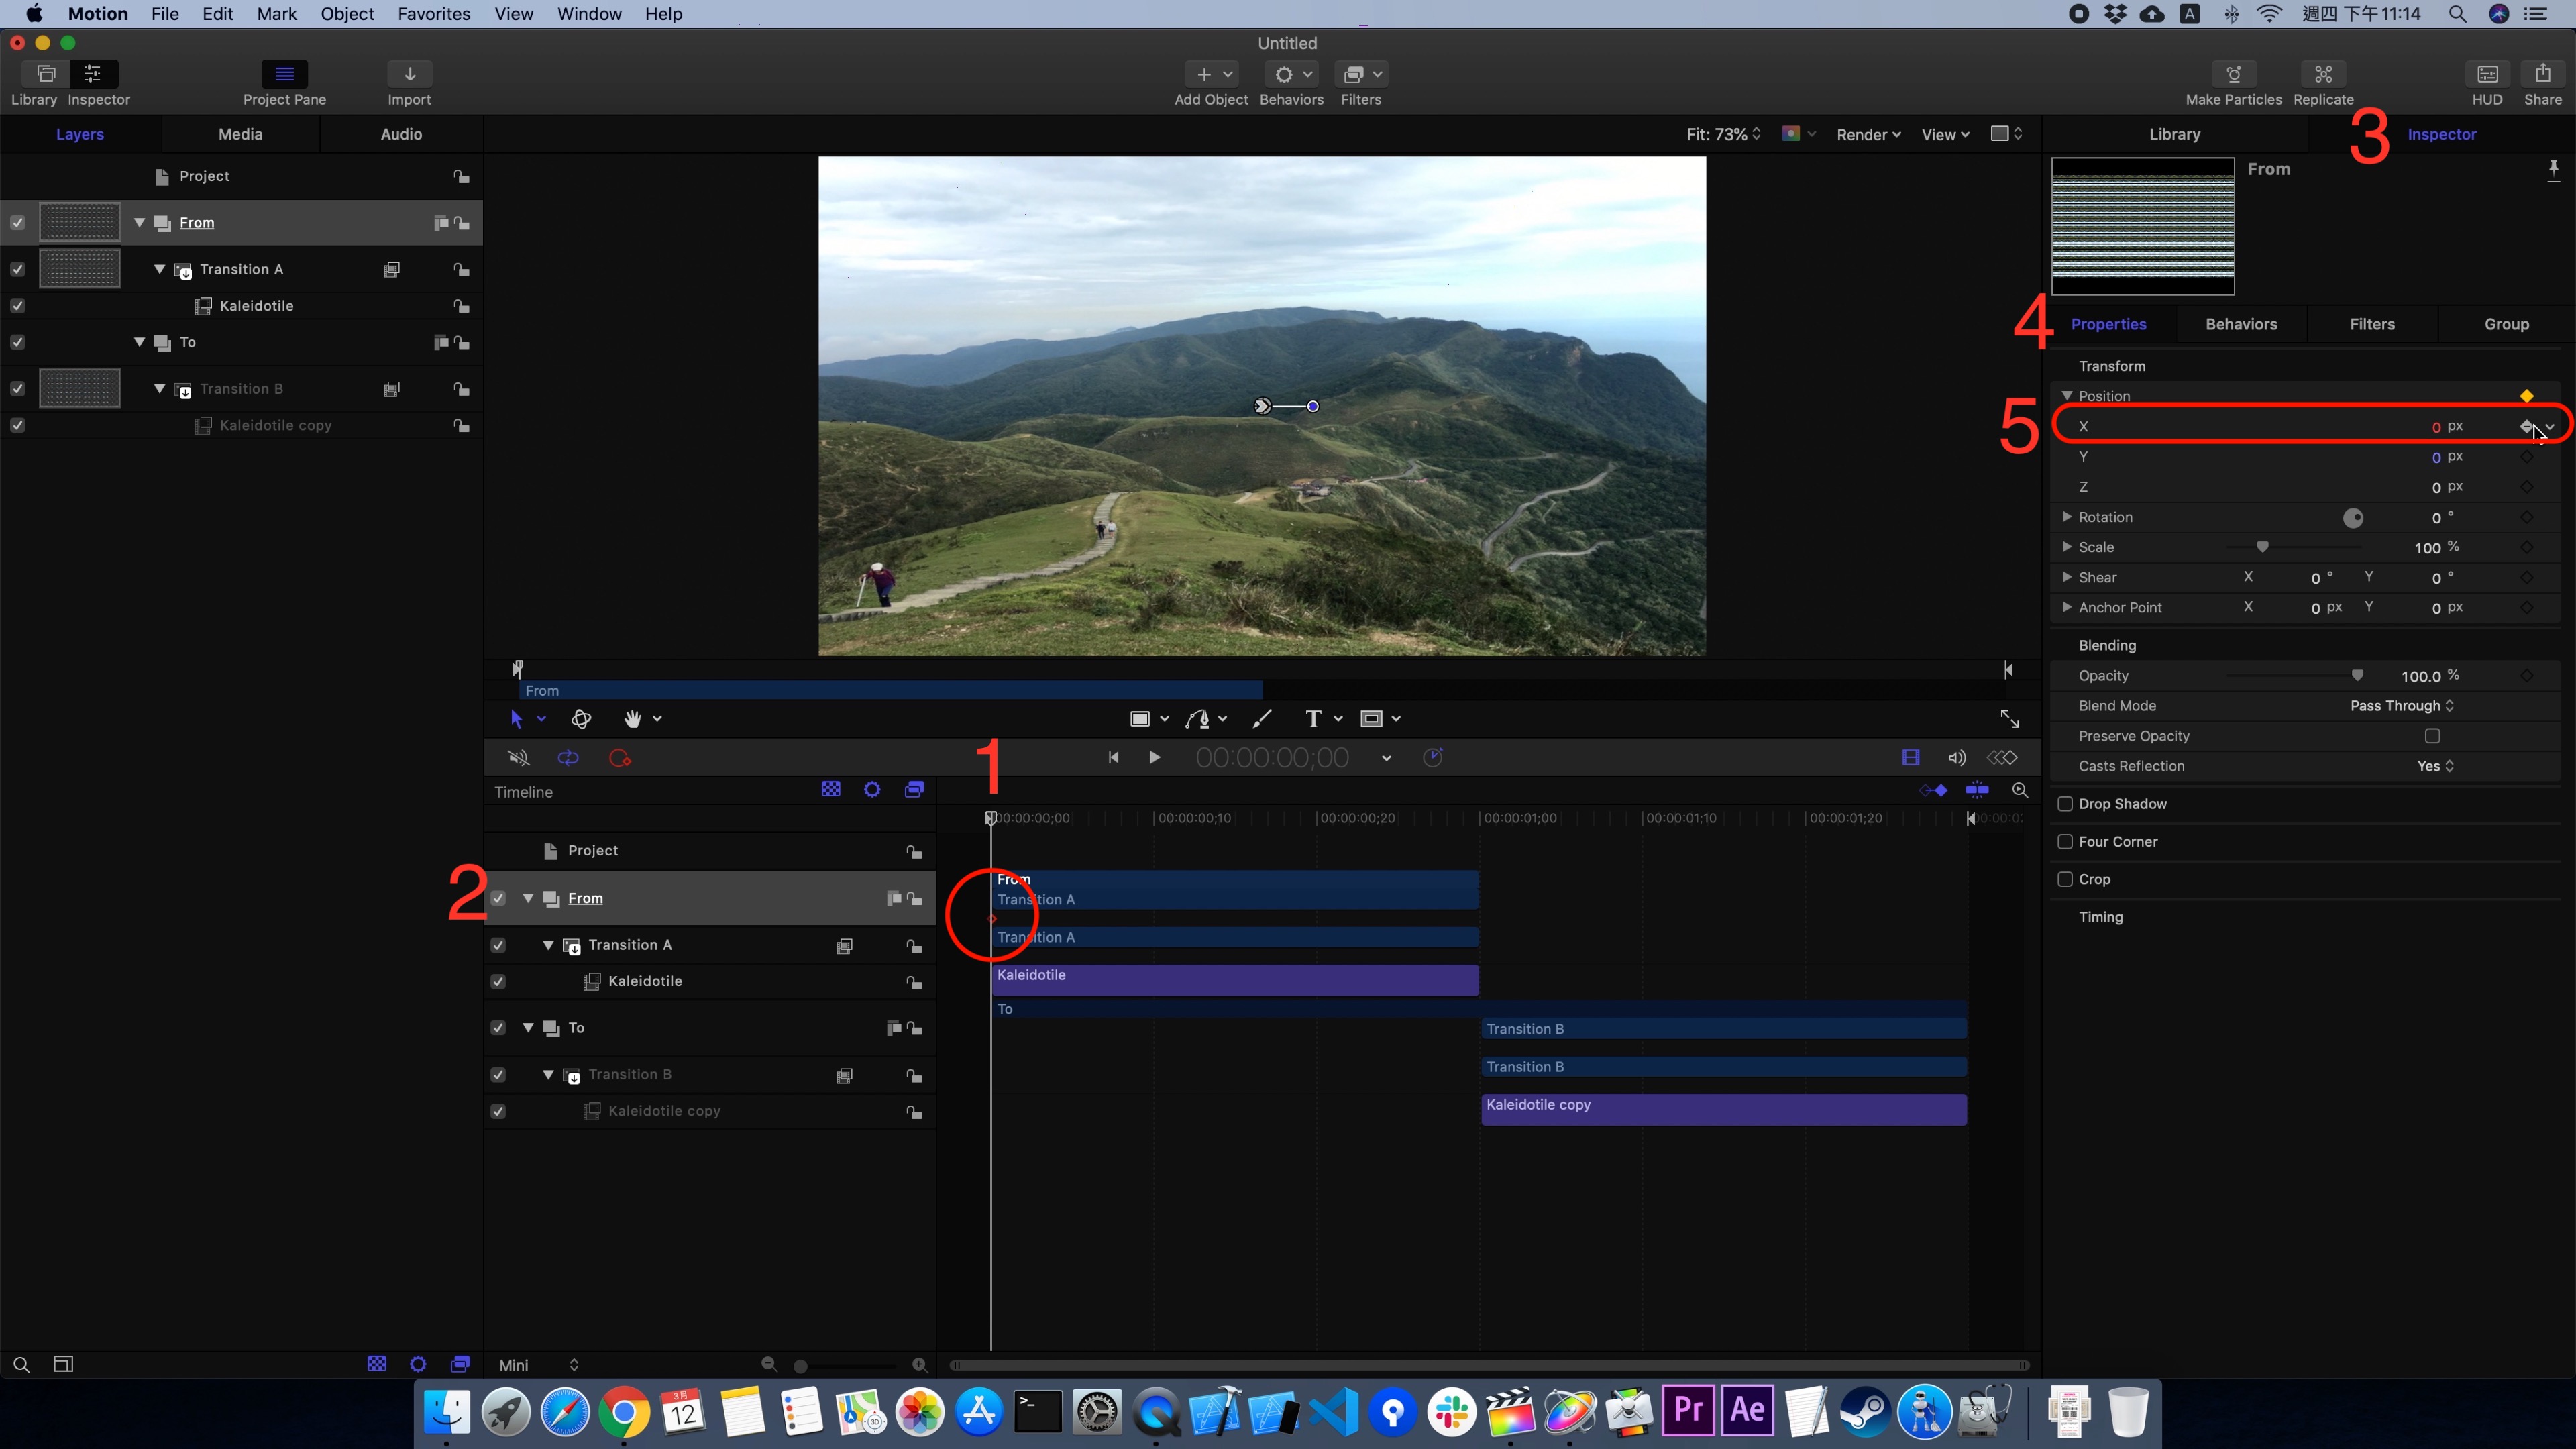 Motion File Edit Mark Object Favorites View Window Help
A 週四 下午11:14
Untitled
Library Inspector Project Pane Import Add Object Behaviors Filters Make Particles Replicate HUD Share
Layers Media Audio
Fit: 73% Render View
Library 3 Inspector
Project
From
Transition A
Kaleidotile
To
Transition B
Kaleidotile copy
From
4 Properties Behaviors Filters Group
Transform
Position
5 X 0 px
Y 0 px
Z 0 px
Rotation 0 °
Scale 100 %
Shear X 0 ° Y 0 °
Anchor Point X 0 px Y 0 px
Blending
Opacity 100.0 %
Blend Mode Pass Through
Preserve Opacity
Casts Reflection Yes
Drop Shadow
Four Corner
Crop
Timing
From
T
00:00:00;00
1
Timeline
00:00:00;00 00:00:00;10 00:00:00;20 00:00:01;00 00:00:01;10 00:00:01;20
Project
2 From
Transition A
Kaleidotile
To
Transition B
Kaleidotile copy
From
Transition A
Transition A
Kaleidotile
To
Transition B
Transition B
Kaleidotile copy
Mini
3月
12
3D
Pr Ae